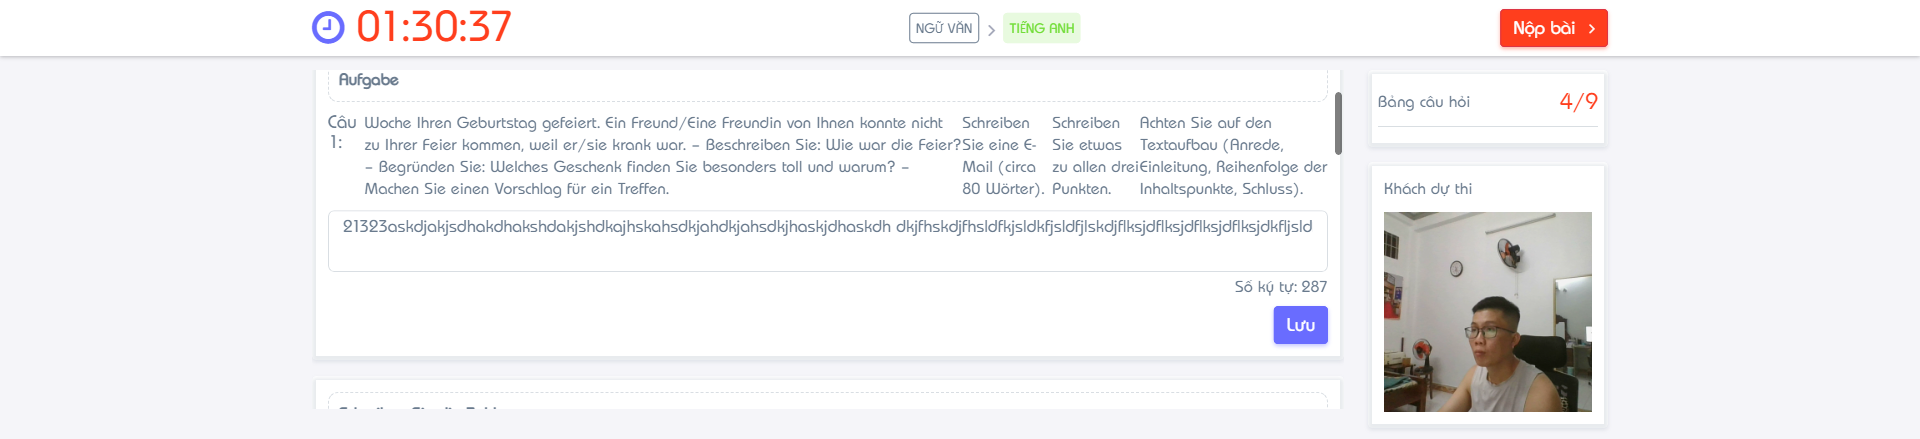 01:30:37
NGỮ VĂN
TIẾNG ANH
Nộp bài
Aufgabe
Câu 1:
Woche Ihren Geburtstag gefeiert. Ein Freund/Eine Freundin von Ihnen konnte nicht
zu Ihrer Feier kommen, weil er/sie krank war. – Beschreiben Sie: Wie war die Feier?
– Begründen Sie: Welches Geschenk finden Sie besonders toll und warum? –
Machen Sie einen Vorschlag für ein Treffen.
Schreiben
Sie eine E-
Mail (circa
80 Wörter).
Schreiben
Sie etwas
zu allen drei
Punkten.
Achten Sie auf den
Textaufbau (Anrede,
Einleitung, Reihenfolge der
Inhaltspunkte, Schluss).
21323askdjakjsdhakdhakshdakjshdkajhskahsdkjahdkjahsdkjhaskjdhaskdh dkjfhskdjfhsldfkjsldkfjsldfjlskdjflksjdflksjdflksjdflksjdkfljsld
Số ký tự: 287
Lưu
Bảng câu hỏi
4/9
Khách dự thi